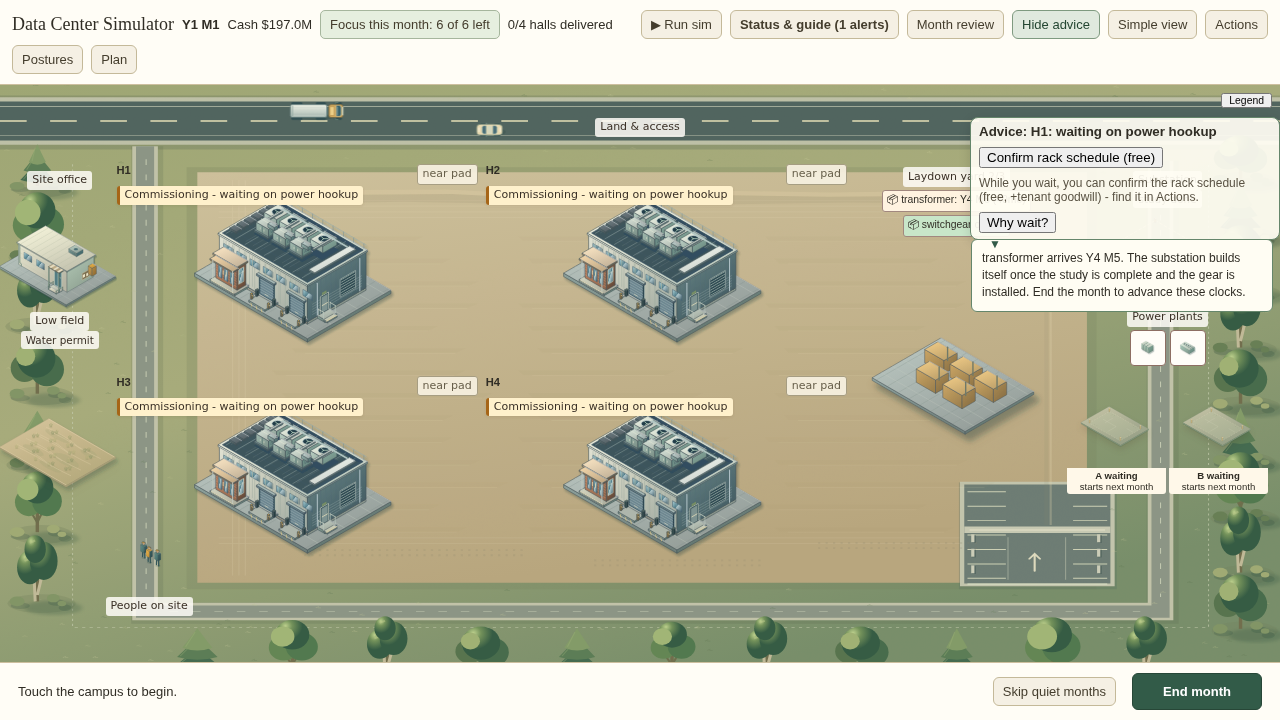 Data Center Simulator Y1 M1 Cash $197.0M Focus this month: 6 of 6 left 0/4 halls delivered ▶ Run sim Status & guide (1 alerts) Month review Hide advice Simple view Actions
Postures Plan
Legend
Land & access
Advice: H1: waiting on power hookup
Confirm rack schedule (free)
While you wait, you can confirm the rack schedule
(free, +tenant goodwill) - find it in Actions.
Why wait?
transformer arrives Y4 M5. The substation builds
itself once the study is complete and the gear is
installed. End the month to advance these clocks.
Site office
H1
near pad
Commissioning - waiting on power hookup
H2
near pad
Commissioning - waiting on power hookup
Laydown
transformer: Y4
switchgear
Low field
Water permit
Power plants
H3
near pad
Commissioning - waiting on power hookup
H4
near pad
Commissioning - waiting on power hookup
A waiting
starts next month
B waiting
starts next month
People on site
Touch the campus to begin.
Skip quiet months
End month